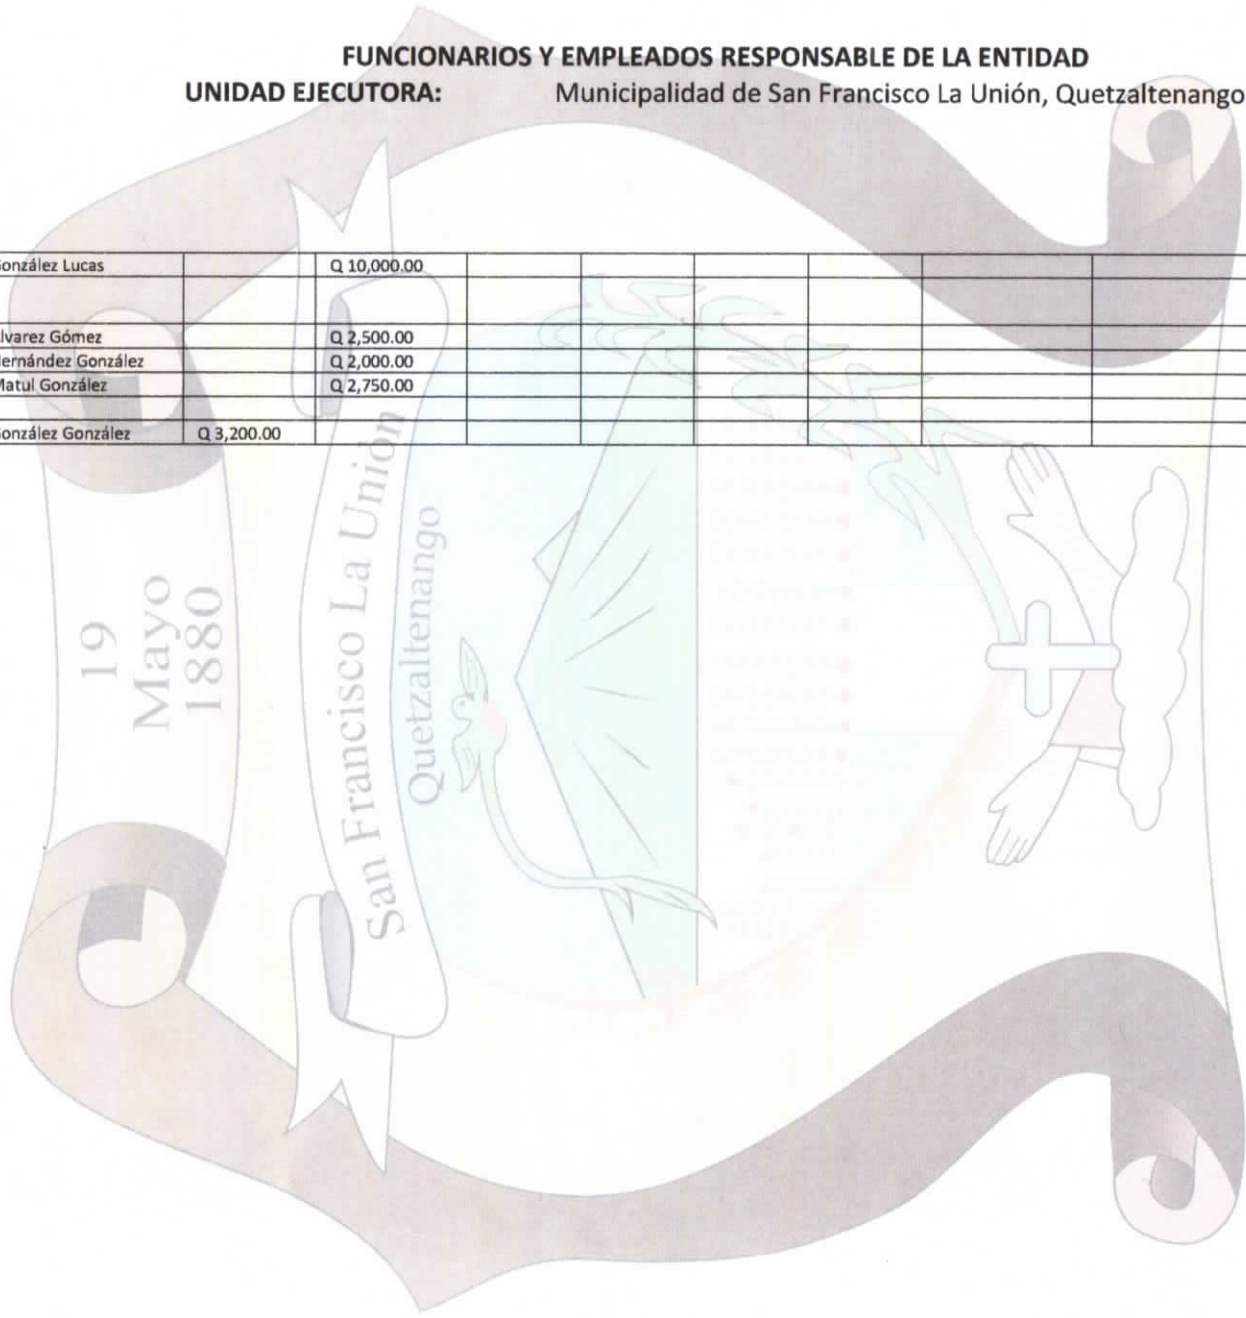 FUNCIONARIOS Y EMPLEADOS RESPONSABLE DE LA ENTIDAD
UNIDAD EJECUTORA: Municipalidad de San Francisco La Unión, Quetzaltenango
González Lucas Q 10,000.00
lvarez Gómez Q 2,500.00
Hernández González Q 2,000.00
Matul González Q 2,750.00
González González Q 3,200.00
19
Mayo
1880
San Francisco La Unión
Quetzaltenango